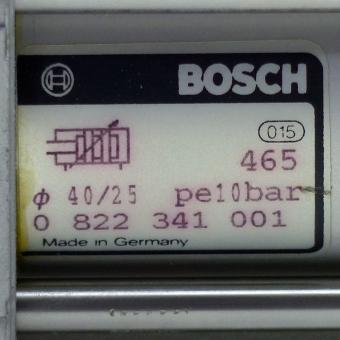 BOSCH
015
465
ϕ 40/25 pe10bar
0 822 341 001
Made in Germany